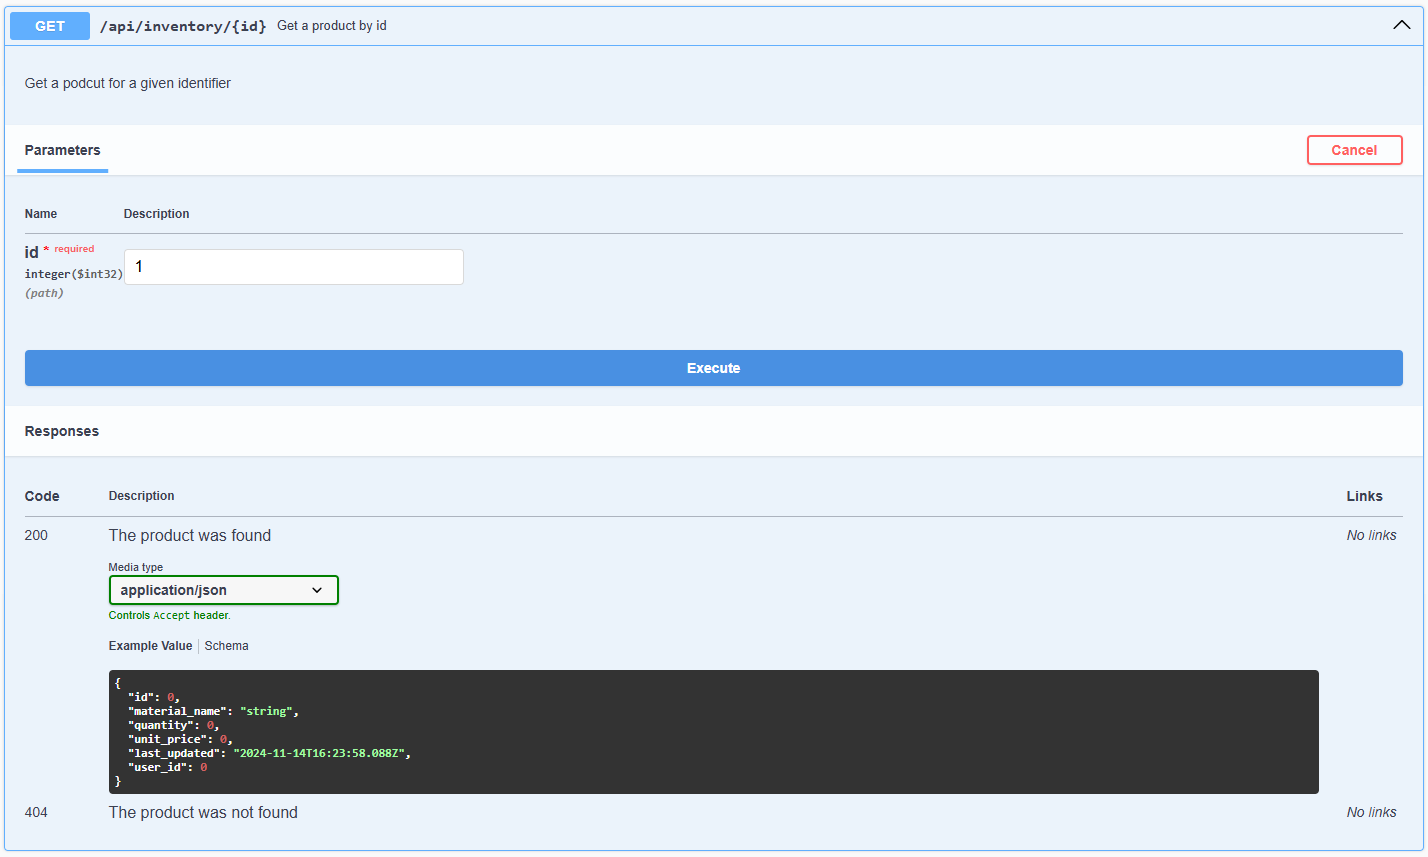 GET /api/inventory/{id} Get a product by id
Get a podcut for a given identifier
Parameters Cancel
Name Description
id * required
integer($int32)
(path)
1
Execute
Responses
Code Description Links
200 The product was found No links
Media type
application/json
Controls Accept header.
Example Value Schema
{
  "id": 0,
  "material_name": "string",
  "quantity": 0,
  "unit_price": 0,
  "last_updated": "2024-11-14T16:23:58.088Z",
  "user_id": 0
}
404 The product was not found No links